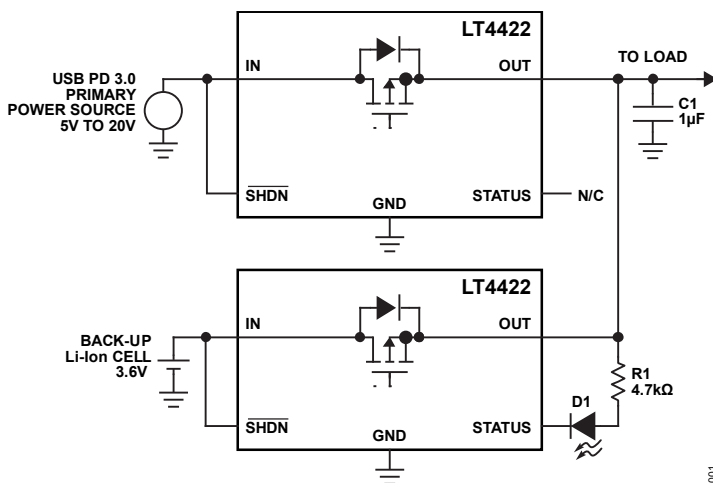 LT4422
IN
OUT
TO LOAD
USB PD 3.0
PRIMARY
POWER SOURCE
5V TO 20V
C1
1µF
SHDN
GND
STATUS
N/C
LT4422
IN
OUT
BACK-UP
Li-Ion CELL
3.6V
R1
4.7kΩ
D1
SHDN
GND
STATUS
001